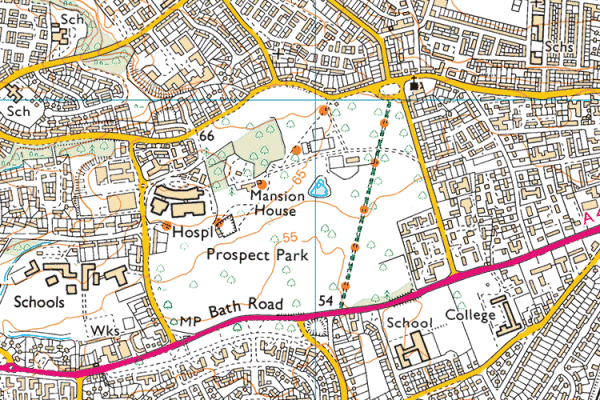 Sch
Schs
Sch
66
65
Mansion
House
Hospl
55
Prospect Park
Schools
Bath Road
54
MP
Wks
School
College
A4